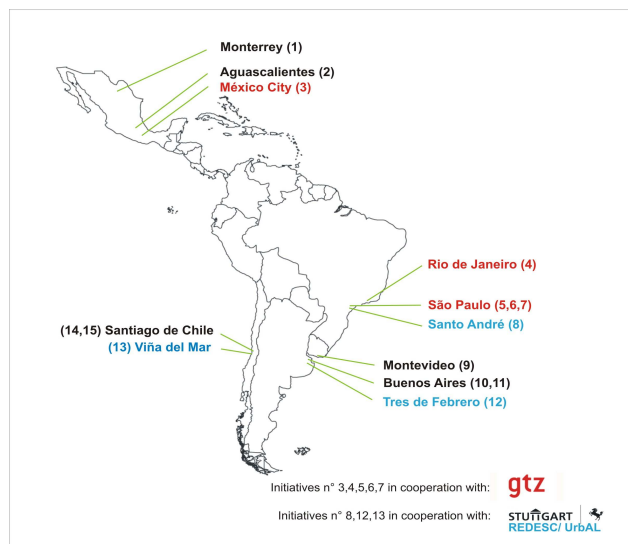 Monterrey (1)
Aguascalientes (2)
México City (3)
Rio de Janeiro (4)
São Paulo (5,6,7)
Santo André (8)
(14,15) Santiago de Chile
(13) Viña del Mar
Montevideo (9)
Buenos Aires (10,11)
Tres de Febrero (12)
Initiatives n° 3,4,5,6,7 in cooperation with:
gtz
Initiatives n° 8,12,13 in cooperation with:
STUTTGART
REDESC/ UrbAL